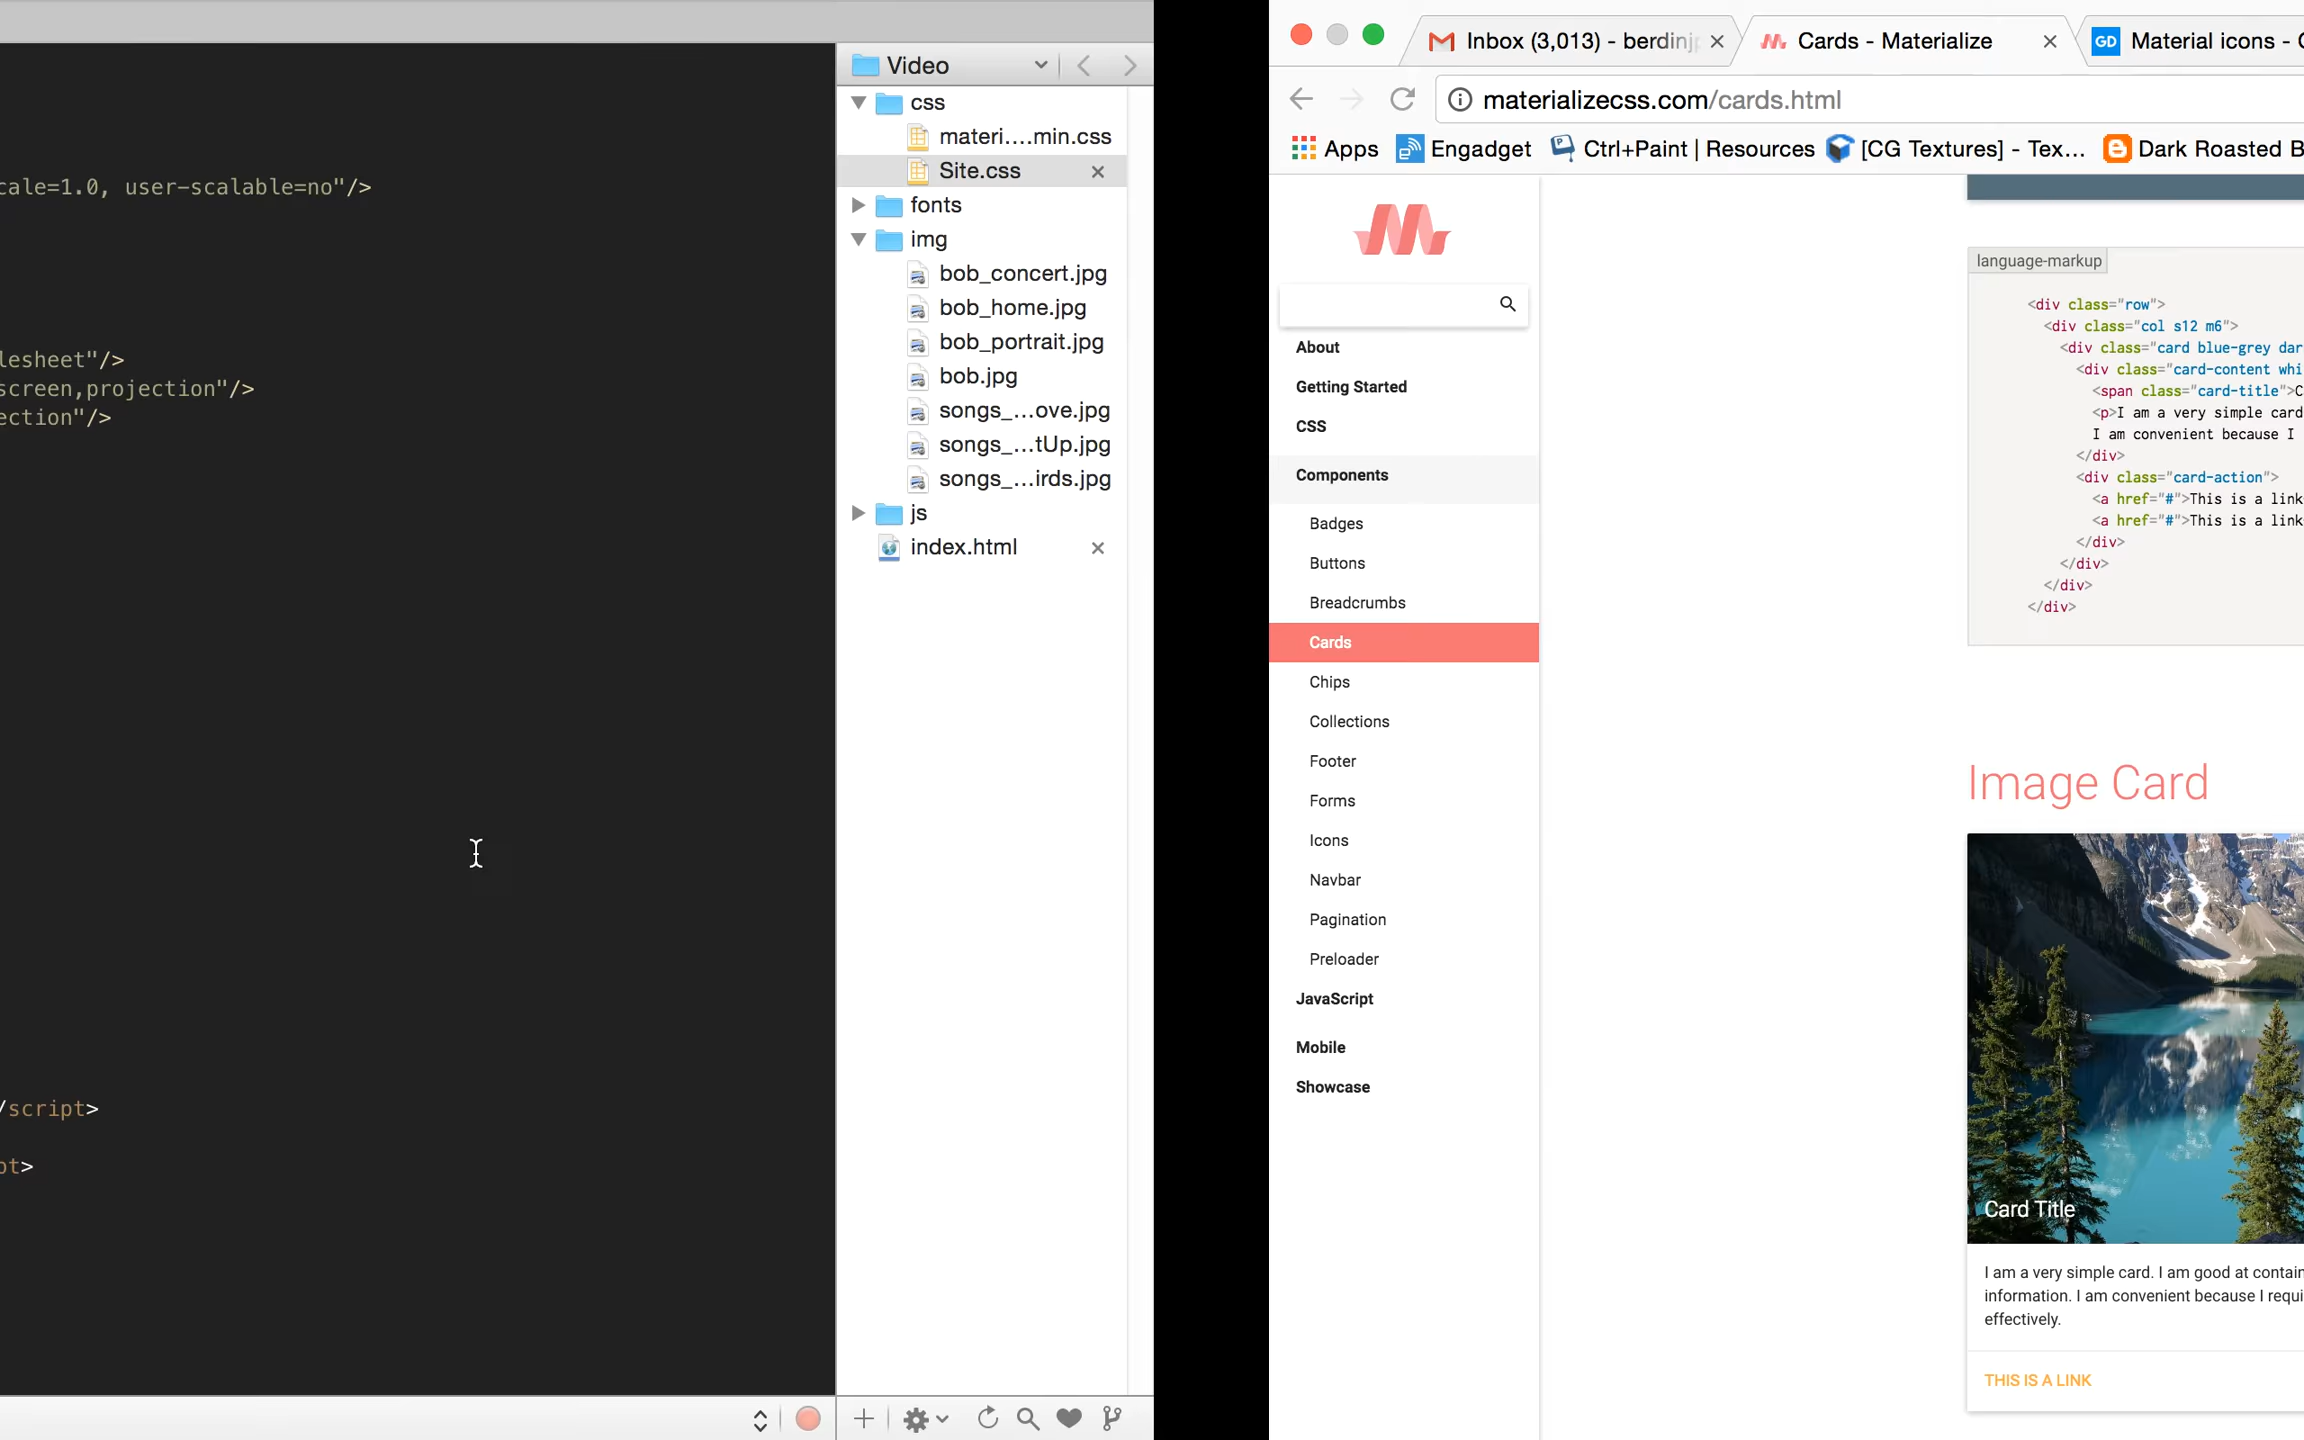 cale=1.0, user-scalable=no"/>
lesheet"/>
screen,projection"/>
ection"/>
/script>
pt>
Video
css
materi....min.css
Site.css
fonts
img
bob_concert.jpg
bob_home.jpg
bob_portrait.jpg
bob.jpg
songs_...ove.jpg
songs_...tUp.jpg
songs_...irds.jpg
js
index.html
Inbox (3,013) - berdinj
Cards - Materialize
GD Material icons -
materializecss.com/cards.html
Apps Engadget Ctrl+Paint | Resources [CG Textures] - Tex... Dark Roasted B
About
Getting Started
CSS
Components
Badges
Buttons
Breadcrumbs
Cards
Chips
Collections
Footer
Forms
Icons
Navbar
Pagination
Preloader
JavaScript
Mobile
Showcase
language-markup
<div class="row">
<div class="col s12 m6">
<div class="card blue-grey dar
<div class="card-content whi
<span class="card-title">C
<p>I am a very simple card
I am convenient because I
</div>
<div class="card-action">
<a href="#">This is a link
<a href="#">This is a link
</div>
</div>
</div>
</div>
Image Card
Card Title
I am a very simple card. I am good at contain
information. I am convenient because I requi
effectively.
THIS IS A LINK